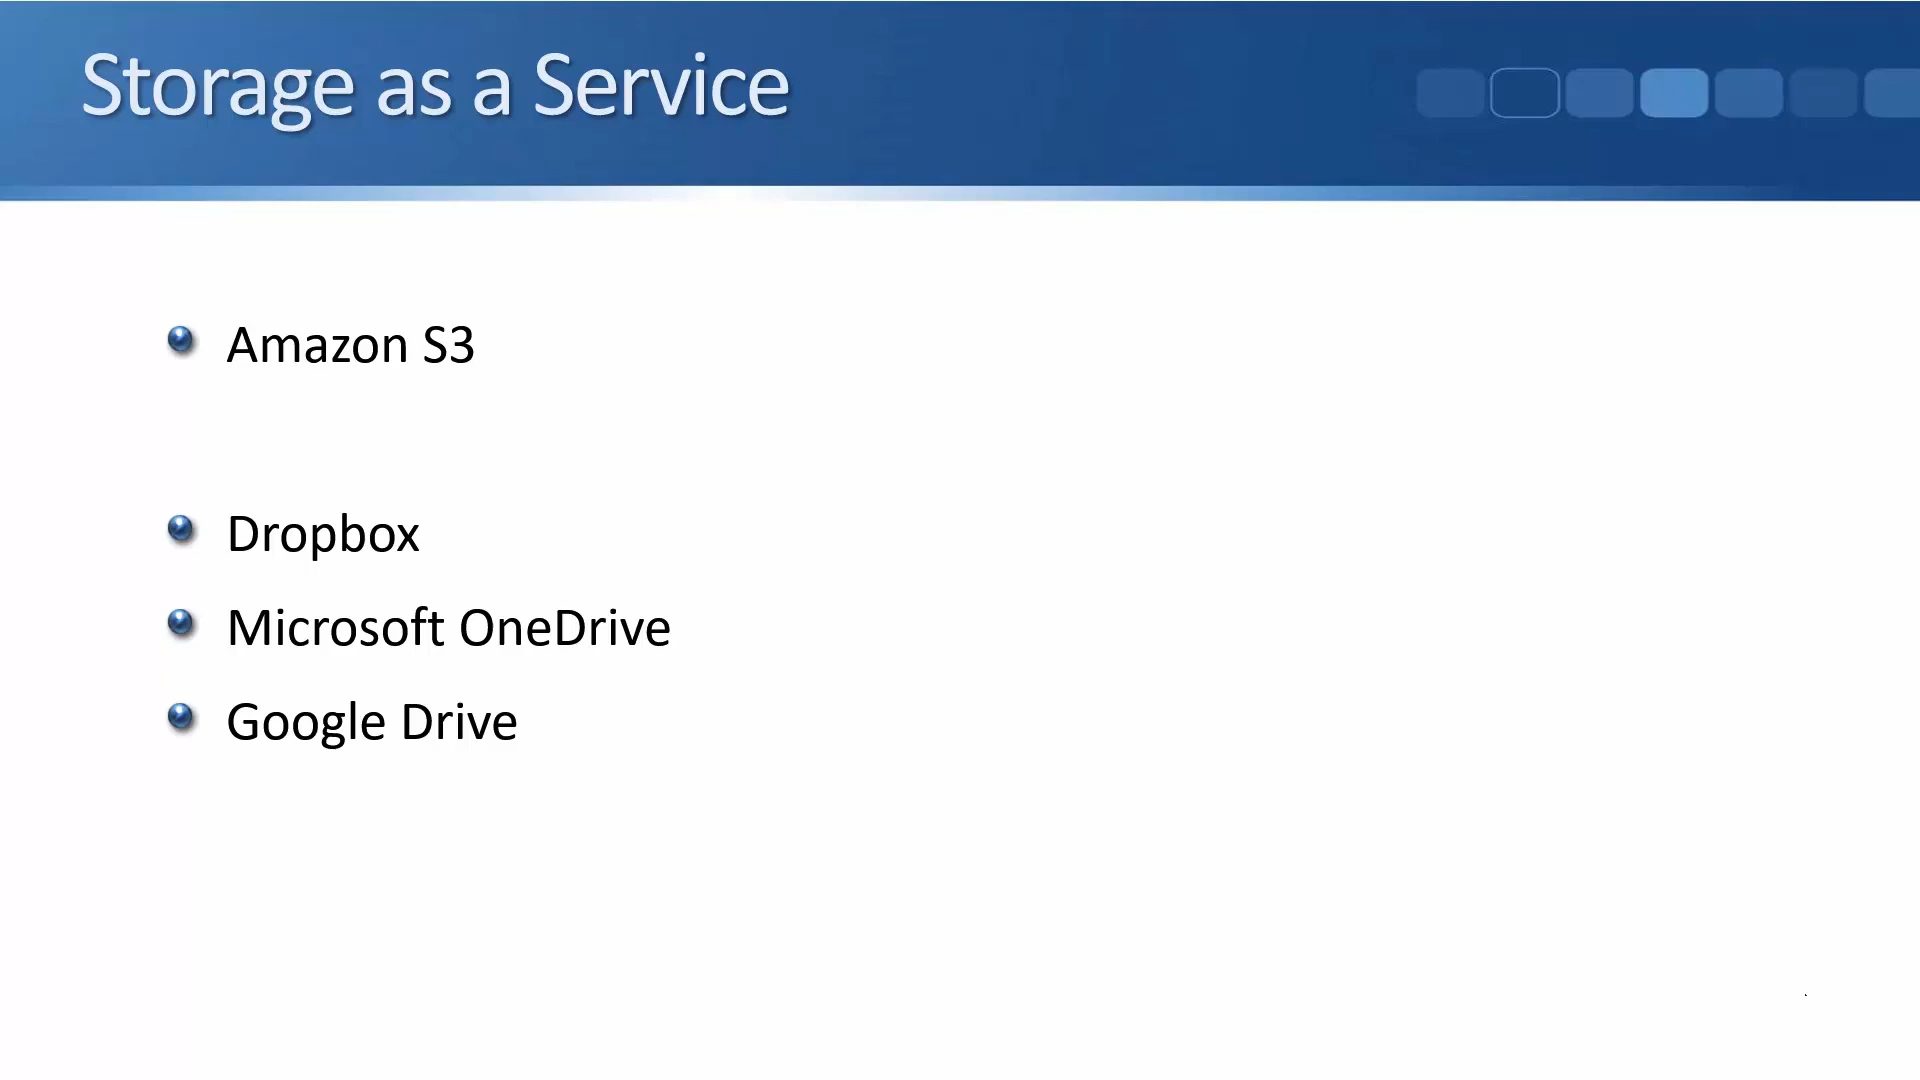 Storage as a Service
Amazon S3
Dropbox
Microsoft OneDrive
Google Drive